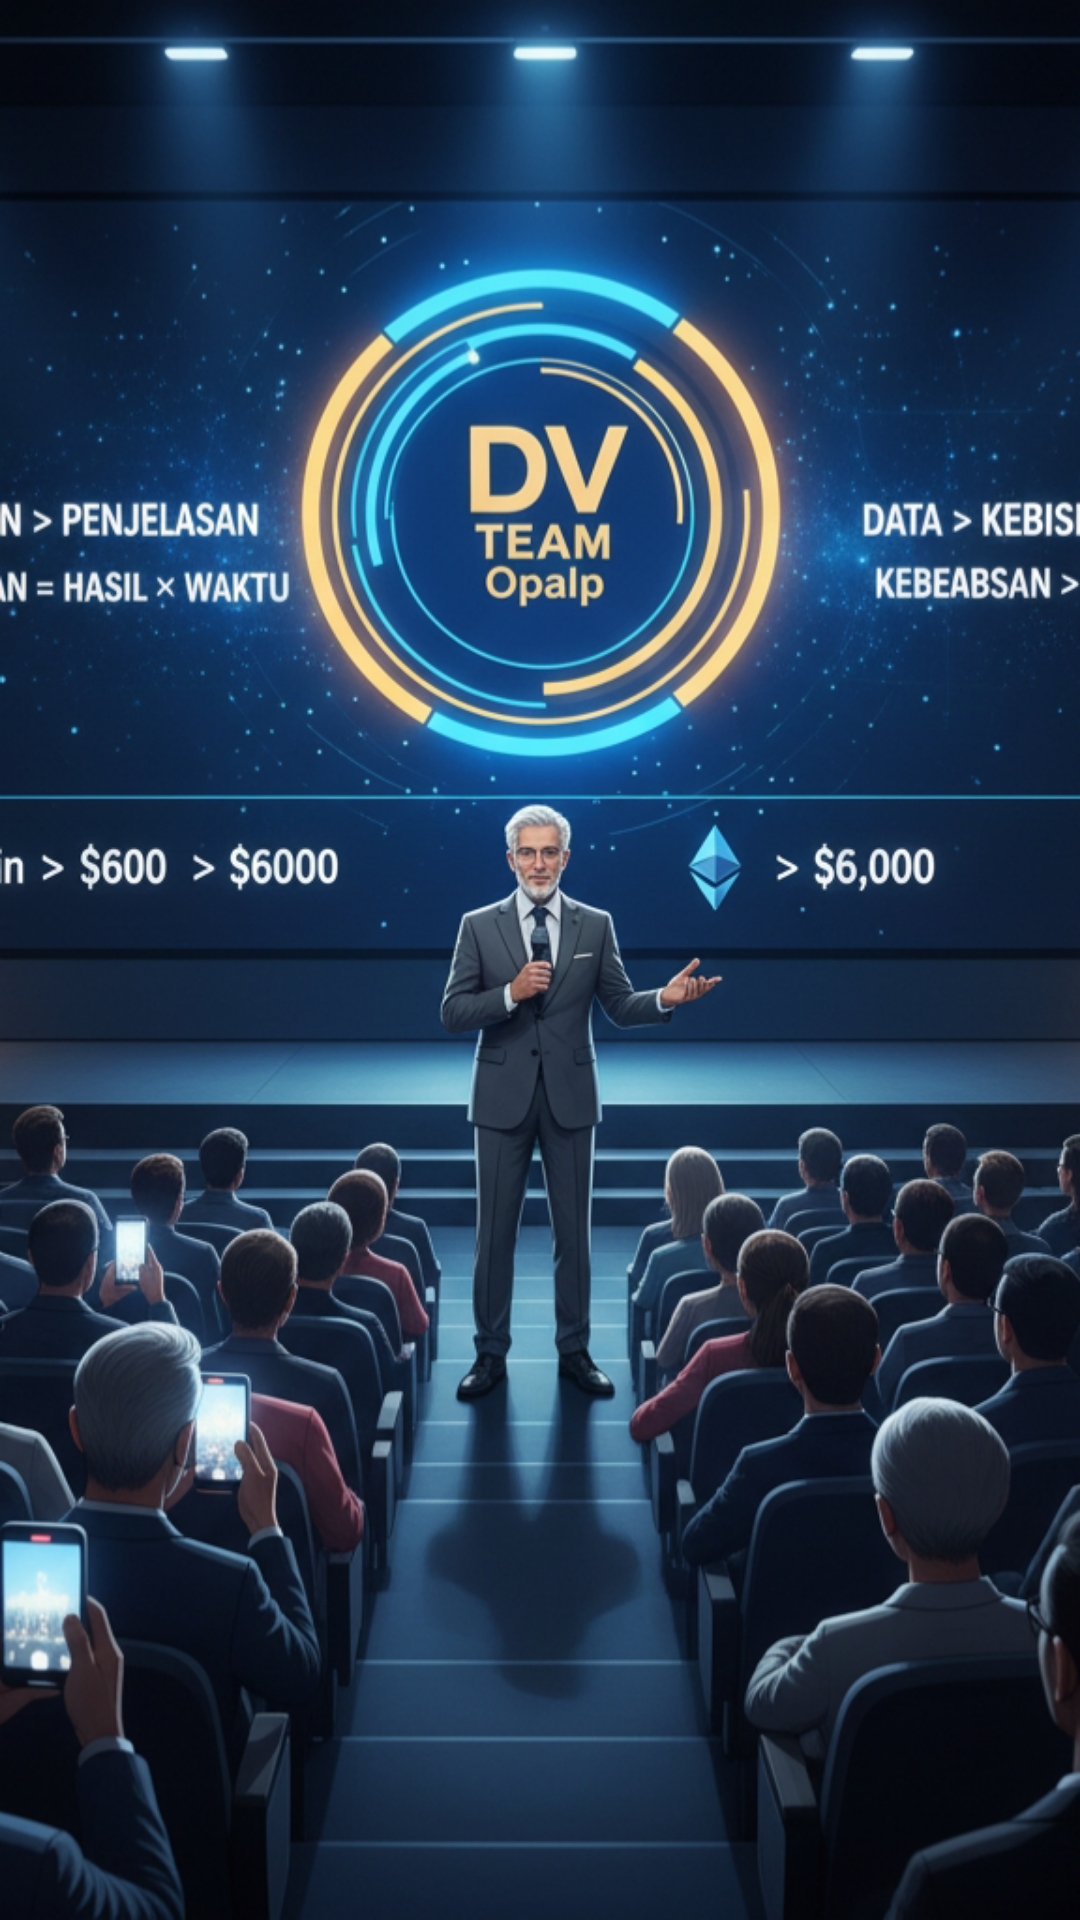 DV
TEAM
Opalp
N > PENJELASAN
AN = HASIL × WAKTU
DATA > KEBISI
KEBEABSAN >
in > $600 > $6000
> $6,000